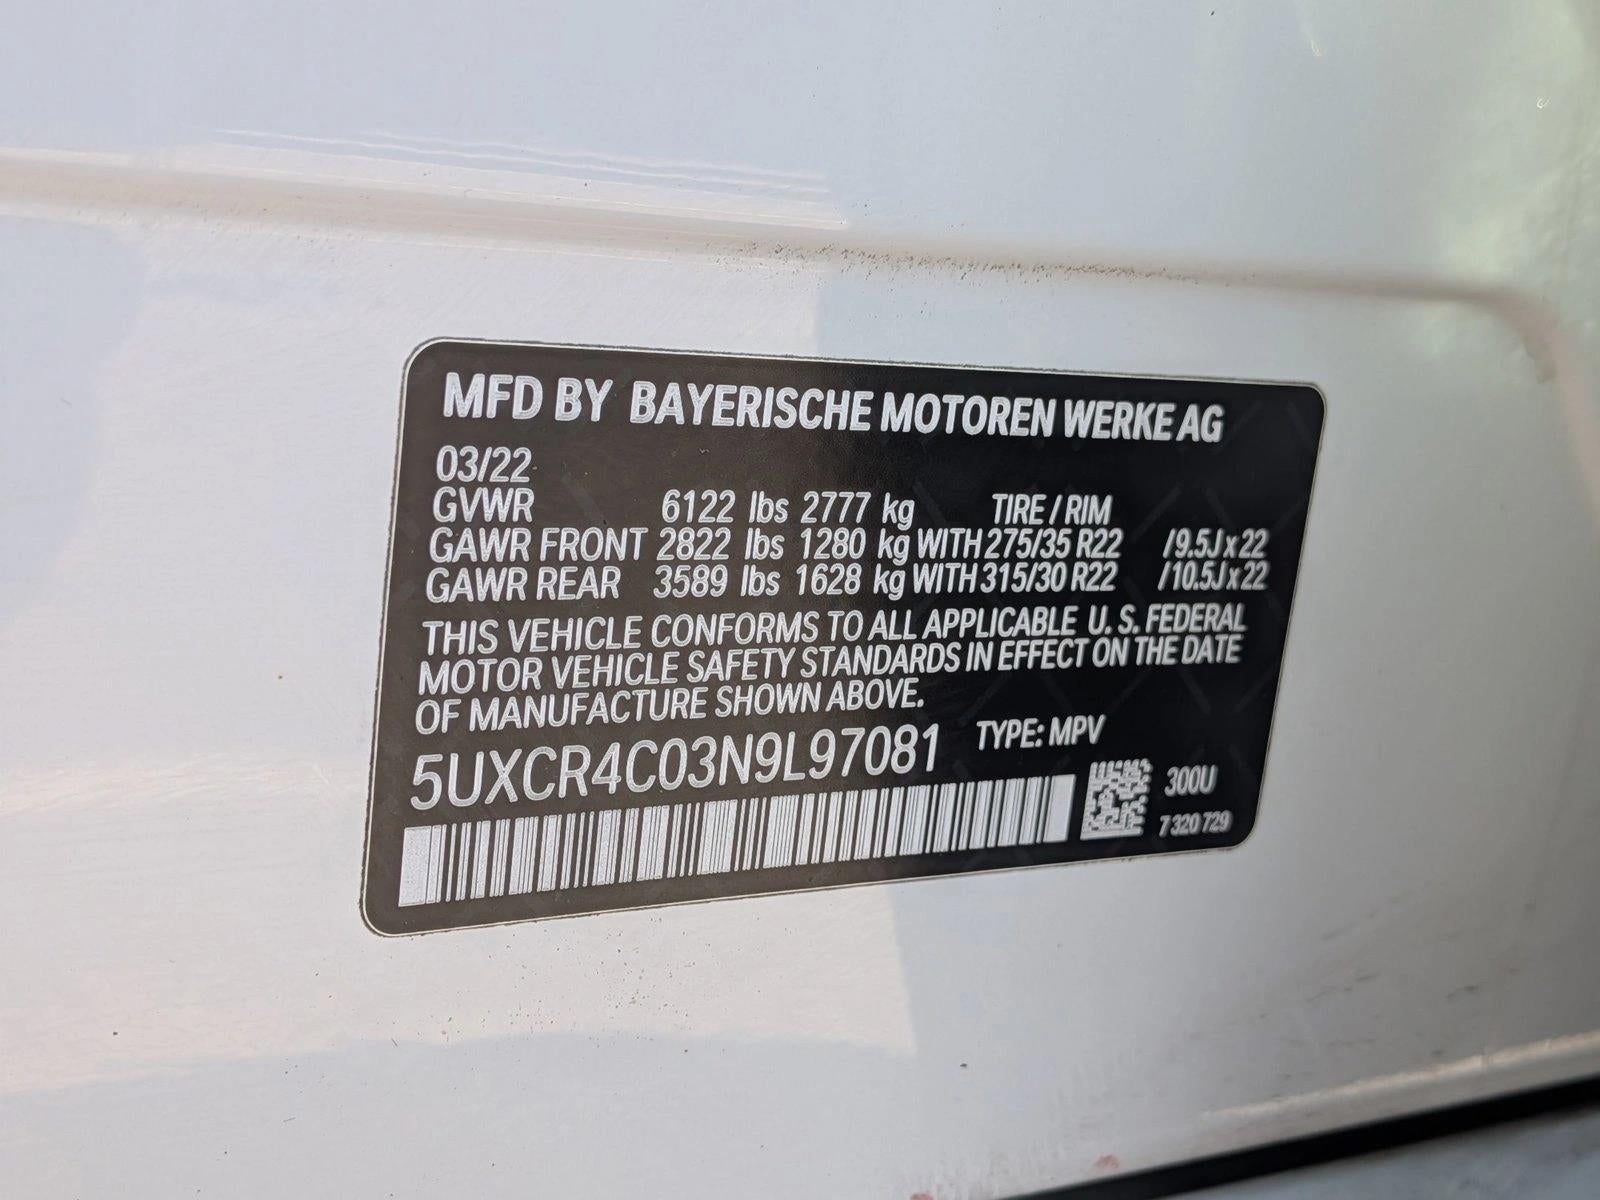 MFD BY BAYERISCHE MOTOREN WERKE AG
03/22
GVWR 6122 lbs 2777 kg TIRE / RIM
GAWR FRONT 2822 lbs 1280 kg WITH 275/35 R22 /9.5J x 22
GAWR REAR 3589 lbs 1628 kg WITH 315/30 R22 /10.5J x 22
THIS VEHICLE CONFORMS TO ALL APPLICABLE U. S. FEDERAL
MOTOR VEHICLE SAFETY STANDARDS IN EFFECT ON THE DATE
OF MANUFACTURE SHOWN ABOVE.
5UXCR4C03N9L97081 TYPE: MPV
300U
7 320 729